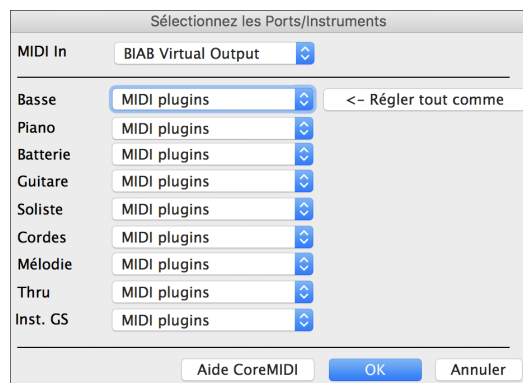 Sélectionnez les Ports/Instruments
MIDI In BIAB Virtual Output
Basse MIDI plugins <- Régler tout comme
Piano MIDI plugins
Batterie MIDI plugins
Guitare MIDI plugins
Soliste MIDI plugins
Cordes MIDI plugins
Mélodie MIDI plugins
Thru MIDI plugins
Inst. GS MIDI plugins
Aide CoreMIDI OK Annuler